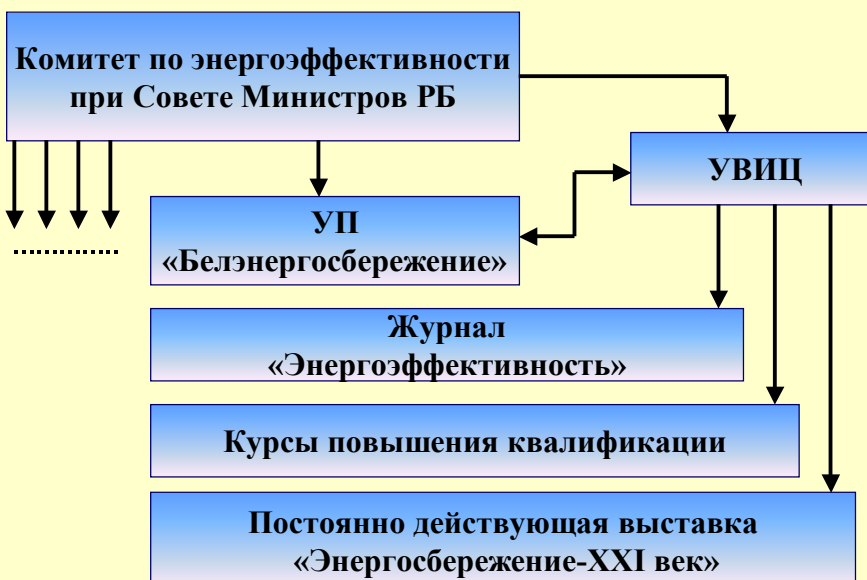 Комитет по энергоэффективности
при Совете Министров РБ
УВИЦ
УП
«Белэнергосбережение»
Журнал
«Энергоэффективность»
Курсы повышения квалификации
Постоянно действующая выставка
«Энергосбережение-XXI век»